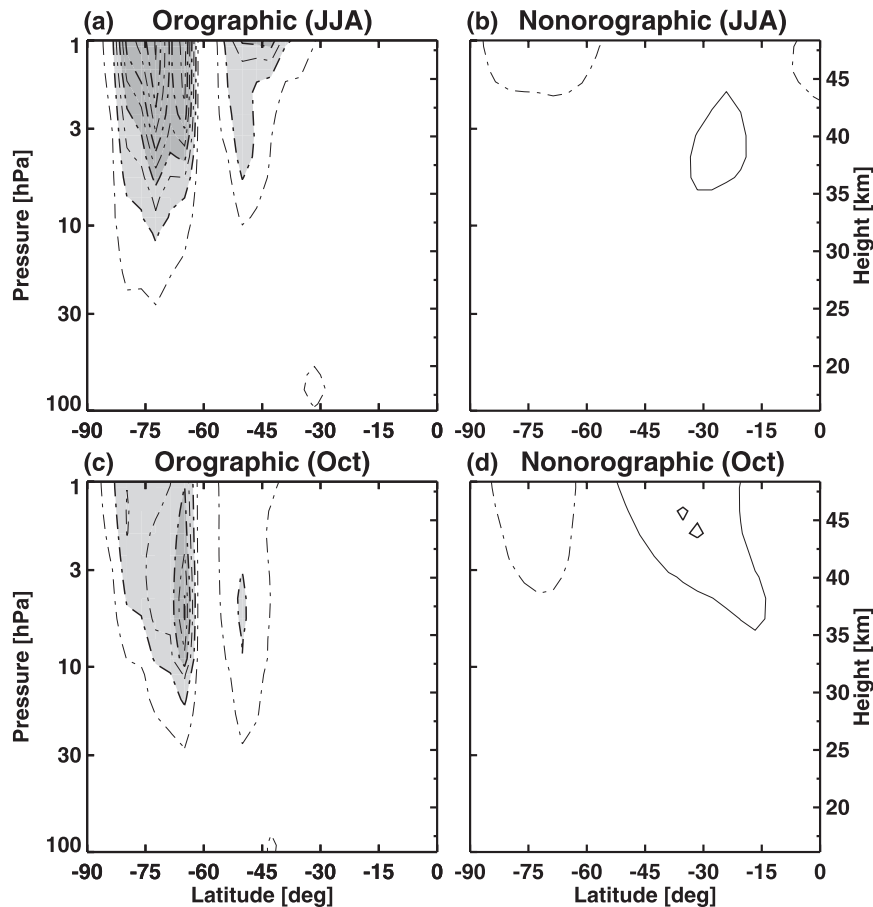 (a) Orographic (JJA)
(b) Nonorographic (JJA)
1
3
10
30
100
Pressure [hPa]
45
40
35
30
25
20
Height [km]
-90 -75 -60 -45 -30 -15 0
-90 -75 -60 -45 -30 -15 0
(c) Orographic (Oct)
(d) Nonorographic (Oct)
1
3
10
30
100
Pressure [hPa]
45
40
35
30
25
20
Height [km]
-90 -75 -60 -45 -30 -15 0
-90 -75 -60 -45 -30 -15 0
Latitude [deg]
Latitude [deg]